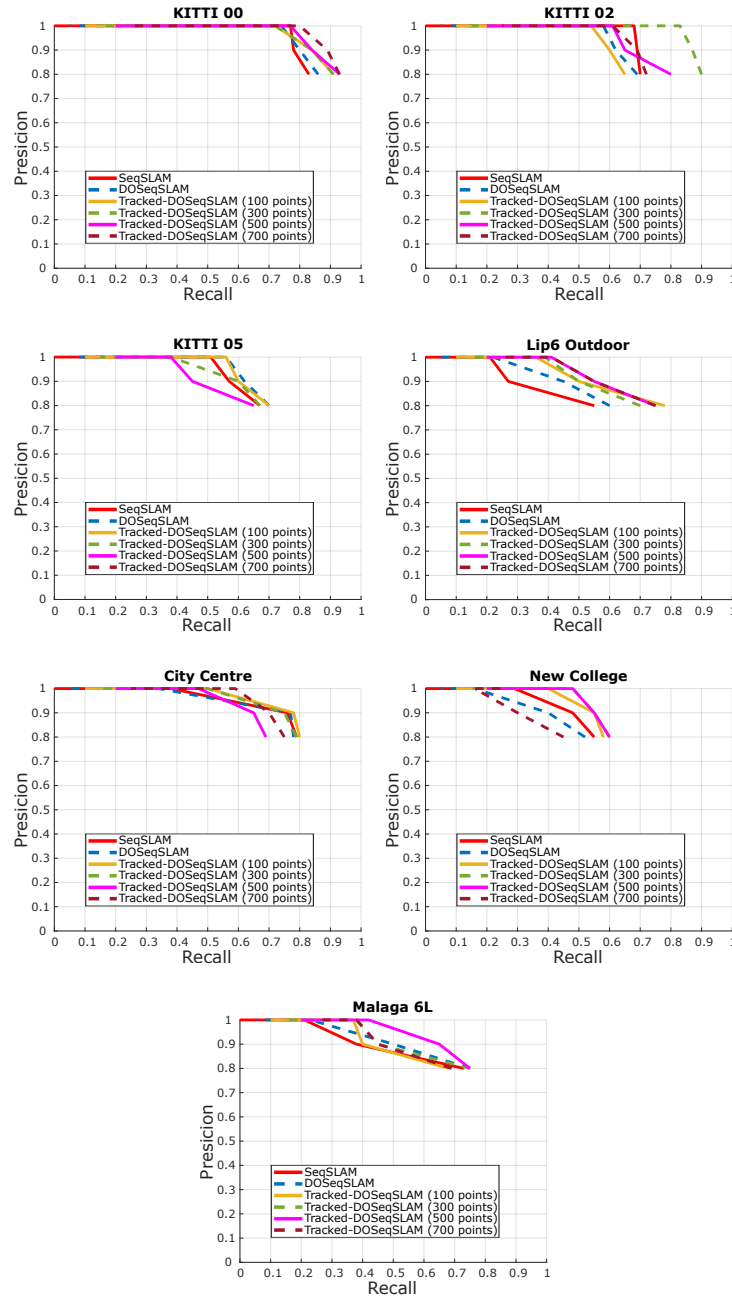 KITTI 00
KITTI 02
Presicion
1
0.9
0.8
0.7
0.6
0.5
0.4
0.3
0.2
0.1
0
SeqSLAM
DOSeqSLAM
Tracked-DOSeqSLAM (100 points)
Tracked-DOSeqSLAM (300 points)
Tracked-DOSeqSLAM (500 points)
Tracked-DOSeqSLAM (700 points)
0 0.1 0.2 0.3 0.4 0.5 0.6 0.7 0.8 0.9 1
Recall
Presicion
1
0.9
0.8
0.7
0.6
0.5
0.4
0.3
0.2
0.1
0
SeqSLAM
DOSeqSLAM
Tracked-DOSeqSLAM (100 points)
Tracked-DOSeqSLAM (300 points)
Tracked-DOSeqSLAM (500 points)
Tracked-DOSeqSLAM (700 points)
0 0.1 0.2 0.3 0.4 0.5 0.6 0.7 0.8 0.9 1
Recall
KITTI 05
Lip6 Outdoor
Presicion
1
0.9
0.8
0.7
0.6
0.5
0.4
0.3
0.2
0.1
0
SeqSLAM
DOSeqSLAM
Tracked-DOSeqSLAM (100 points)
Tracked-DOSeqSLAM (300 points)
Tracked-DOSeqSLAM (500 points)
Tracked-DOSeqSLAM (700 points)
0 0.1 0.2 0.3 0.4 0.5 0.6 0.7 0.8 0.9 1
Recall
Presicion
1
0.9
0.8
0.7
0.6
0.5
0.4
0.3
0.2
0.1
0
SeqSLAM
DOSeqSLAM
Tracked-DOSeqSLAM (100 points)
Tracked-DOSeqSLAM (300 points)
Tracked-DOSeqSLAM (500 points)
Tracked-DOSeqSLAM (700 points)
0 0.1 0.2 0.3 0.4 0.5 0.6 0.7 0.8 0.9 1
Recall
City Centre
New College
Presicion
1
0.9
0.8
0.7
0.6
0.5
0.4
0.3
0.2
0.1
0
SeqSLAM
DOSeqSLAM
Tracked-DOSeqSLAM (100 points)
Tracked-DOSeqSLAM (300 points)
Tracked-DOSeqSLAM (500 points)
Tracked-DOSeqSLAM (700 points)
0 0.1 0.2 0.3 0.4 0.5 0.6 0.7 0.8 0.9 1
Recall
Presicion
1
0.9
0.8
0.7
0.6
0.5
0.4
0.3
0.2
0.1
0
SeqSLAM
DOSeqSLAM
Tracked-DOSeqSLAM (100 points)
Tracked-DOSeqSLAM (300 points)
Tracked-DOSeqSLAM (500 points)
Tracked-DOSeqSLAM (700 points)
0 0.1 0.2 0.3 0.4 0.5 0.6 0.7 0.8 0.9 1
Recall
Malaga 6L
Presicion
1
0.9
0.8
0.7
0.6
0.5
0.4
0.3
0.2
0.1
0
SeqSLAM
DOSeqSLAM
Tracked-DOSeqSLAM (100 points)
Tracked-DOSeqSLAM (300 points)
Tracked-DOSeqSLAM (500 points)
Tracked-DOSeqSLAM (700 points)
0 0.1 0.2 0.3 0.4 0.5 0.6 0.7 0.8 0.9 1
Recall